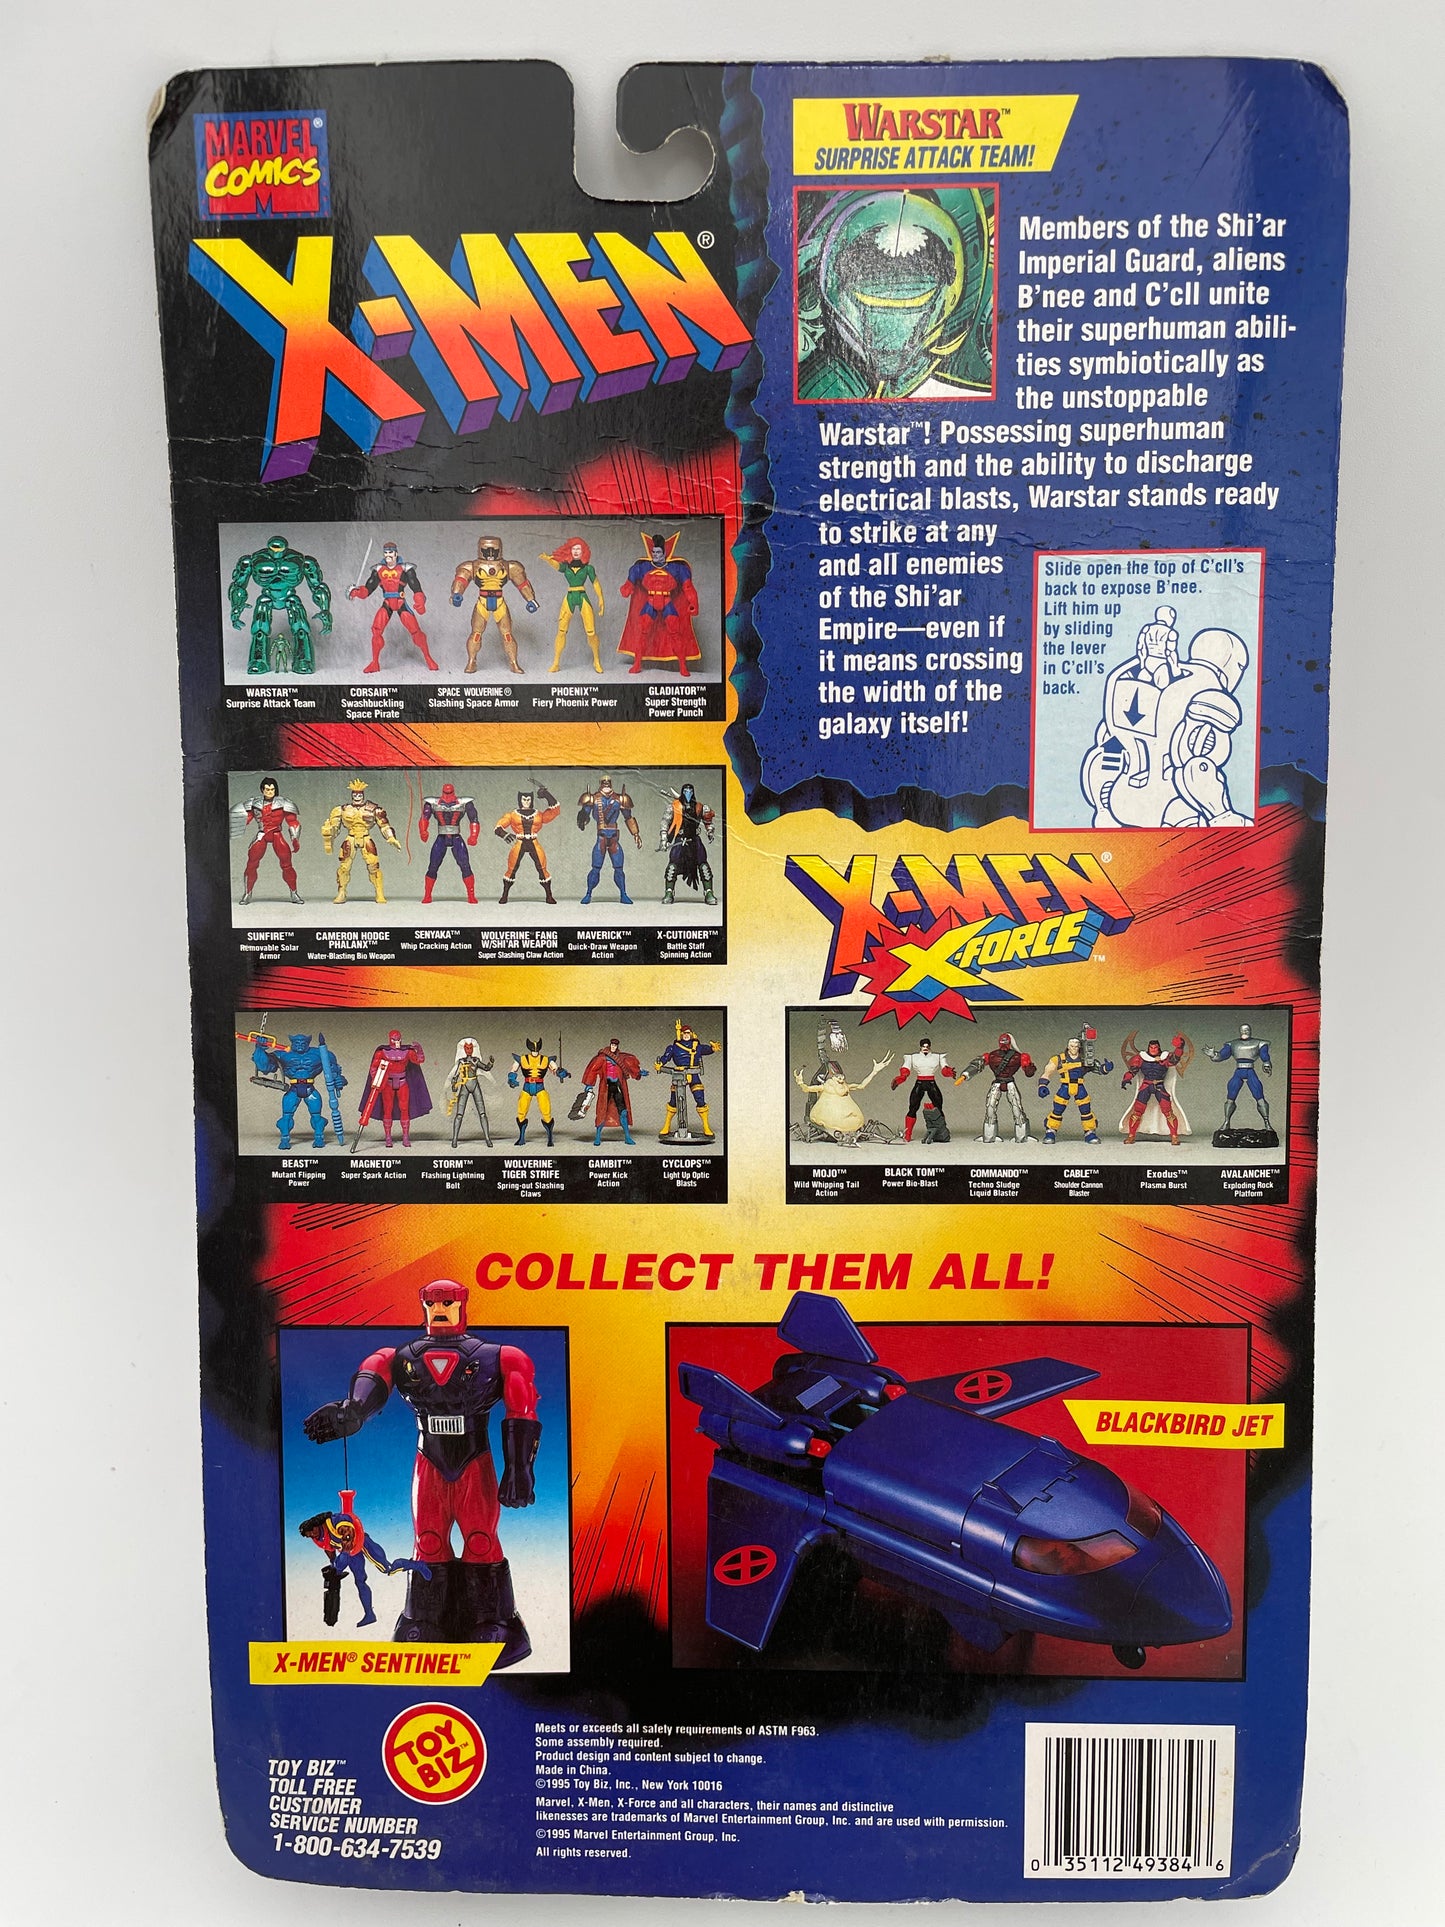 MARVEL®
COMICS
M
X-MEN®
WARSTAR™
SURPRISE ATTACK TEAM!
Members of the Shi'ar
Imperial Guard, aliens
B'nee and C'cll unite
their superhuman abili-
ties symbiotically as
the unstoppable
Warstar™! Possessing superhuman
strength and the ability to discharge
electrical blasts, Warstar stands ready
to strike at any
and all enemies
of the Shi'ar
Empire—even if
it means crossing
the width of the
galaxy itself!
Slide open the top of C'cll's
back to expose B'nee.
Lift him up
by sliding
the lever
in C'cll's
back.
WARSTAR™
Surprise Attack Team
CORSAIR™
Swashbuckling
Space Pirate
SPACE WOLVERINE®
Slashing Space Armor
PHOENIX™
Fiery Phoenix Power
GLADIATOR™
Super Strength
Power Punch
SUNFIRE™
Removable Solar
Armor
CAMERON HODGE
PHALANX™
Water-Blasting Bio Weapon
SENYAKA™
Whip Cracking Action
WOLVERINE™ FANG
W/SHI'AR WEAPON
Super Slashing Claw Action
MAVERICK™
Quick-Draw Weapon
Action
X-CUTIONER™
Battle Staff
Spinning Action
X-MEN®
X-FORCE™
BEAST™
Mutant Flipping
Power
MAGNETO™
Super Spark Action
STORM™
Flashing Lightning
Bolt
WOLVERINE™
TIGER STRIFE
Spring-out Slashing
Claws
GAMBIT™
Power Kick
Action
CYCLOPS™
Light Up Optic
Blasts
MOJO™
Wild Whipping Tail
Action
BLACK TOM™
Power Bio-Blast
COMMANDO™
Techno Sludge
Liquid Blaster
CABLE™
Shoulder Cannon
Blaster
Exodus™
Plasma Burst
AVALANCHE™
Exploding Rock
Platform
COLLECT THEM ALL!
BLACKBIRD JET
X-MEN® SENTINEL™
TOY BIZ™
TOLL FREE
CUSTOMER
SERVICE NUMBER
1-800-634-7539
TOY
BIZ™
Meets or exceeds all safety requirements of ASTM F963.
Some assembly required.
Product design and content subject to change.
Made in China.
©1995 Toy Biz, Inc., New York 10016
Marvel, X-Men, X-Force and all characters, their names and distinctive
likenesses are trademarks of Marvel Entertainment Group, Inc. and are used with permission.
©1995 Marvel Entertainment Group, Inc.
All rights reserved.
0 35112 49384 6